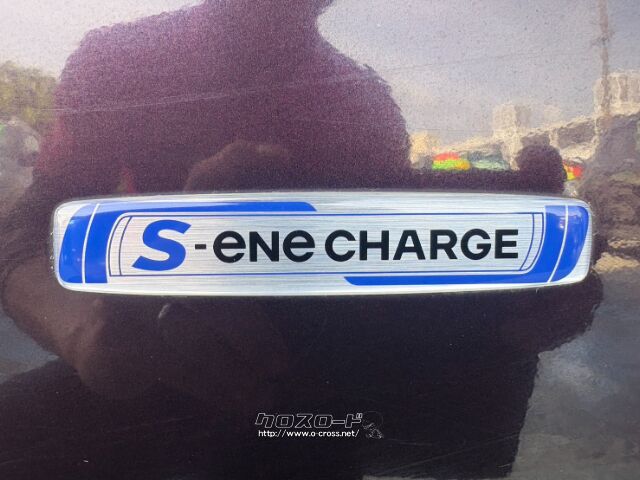 S-ENE CHARGE
クロスロード
http://www.o-cross.net/